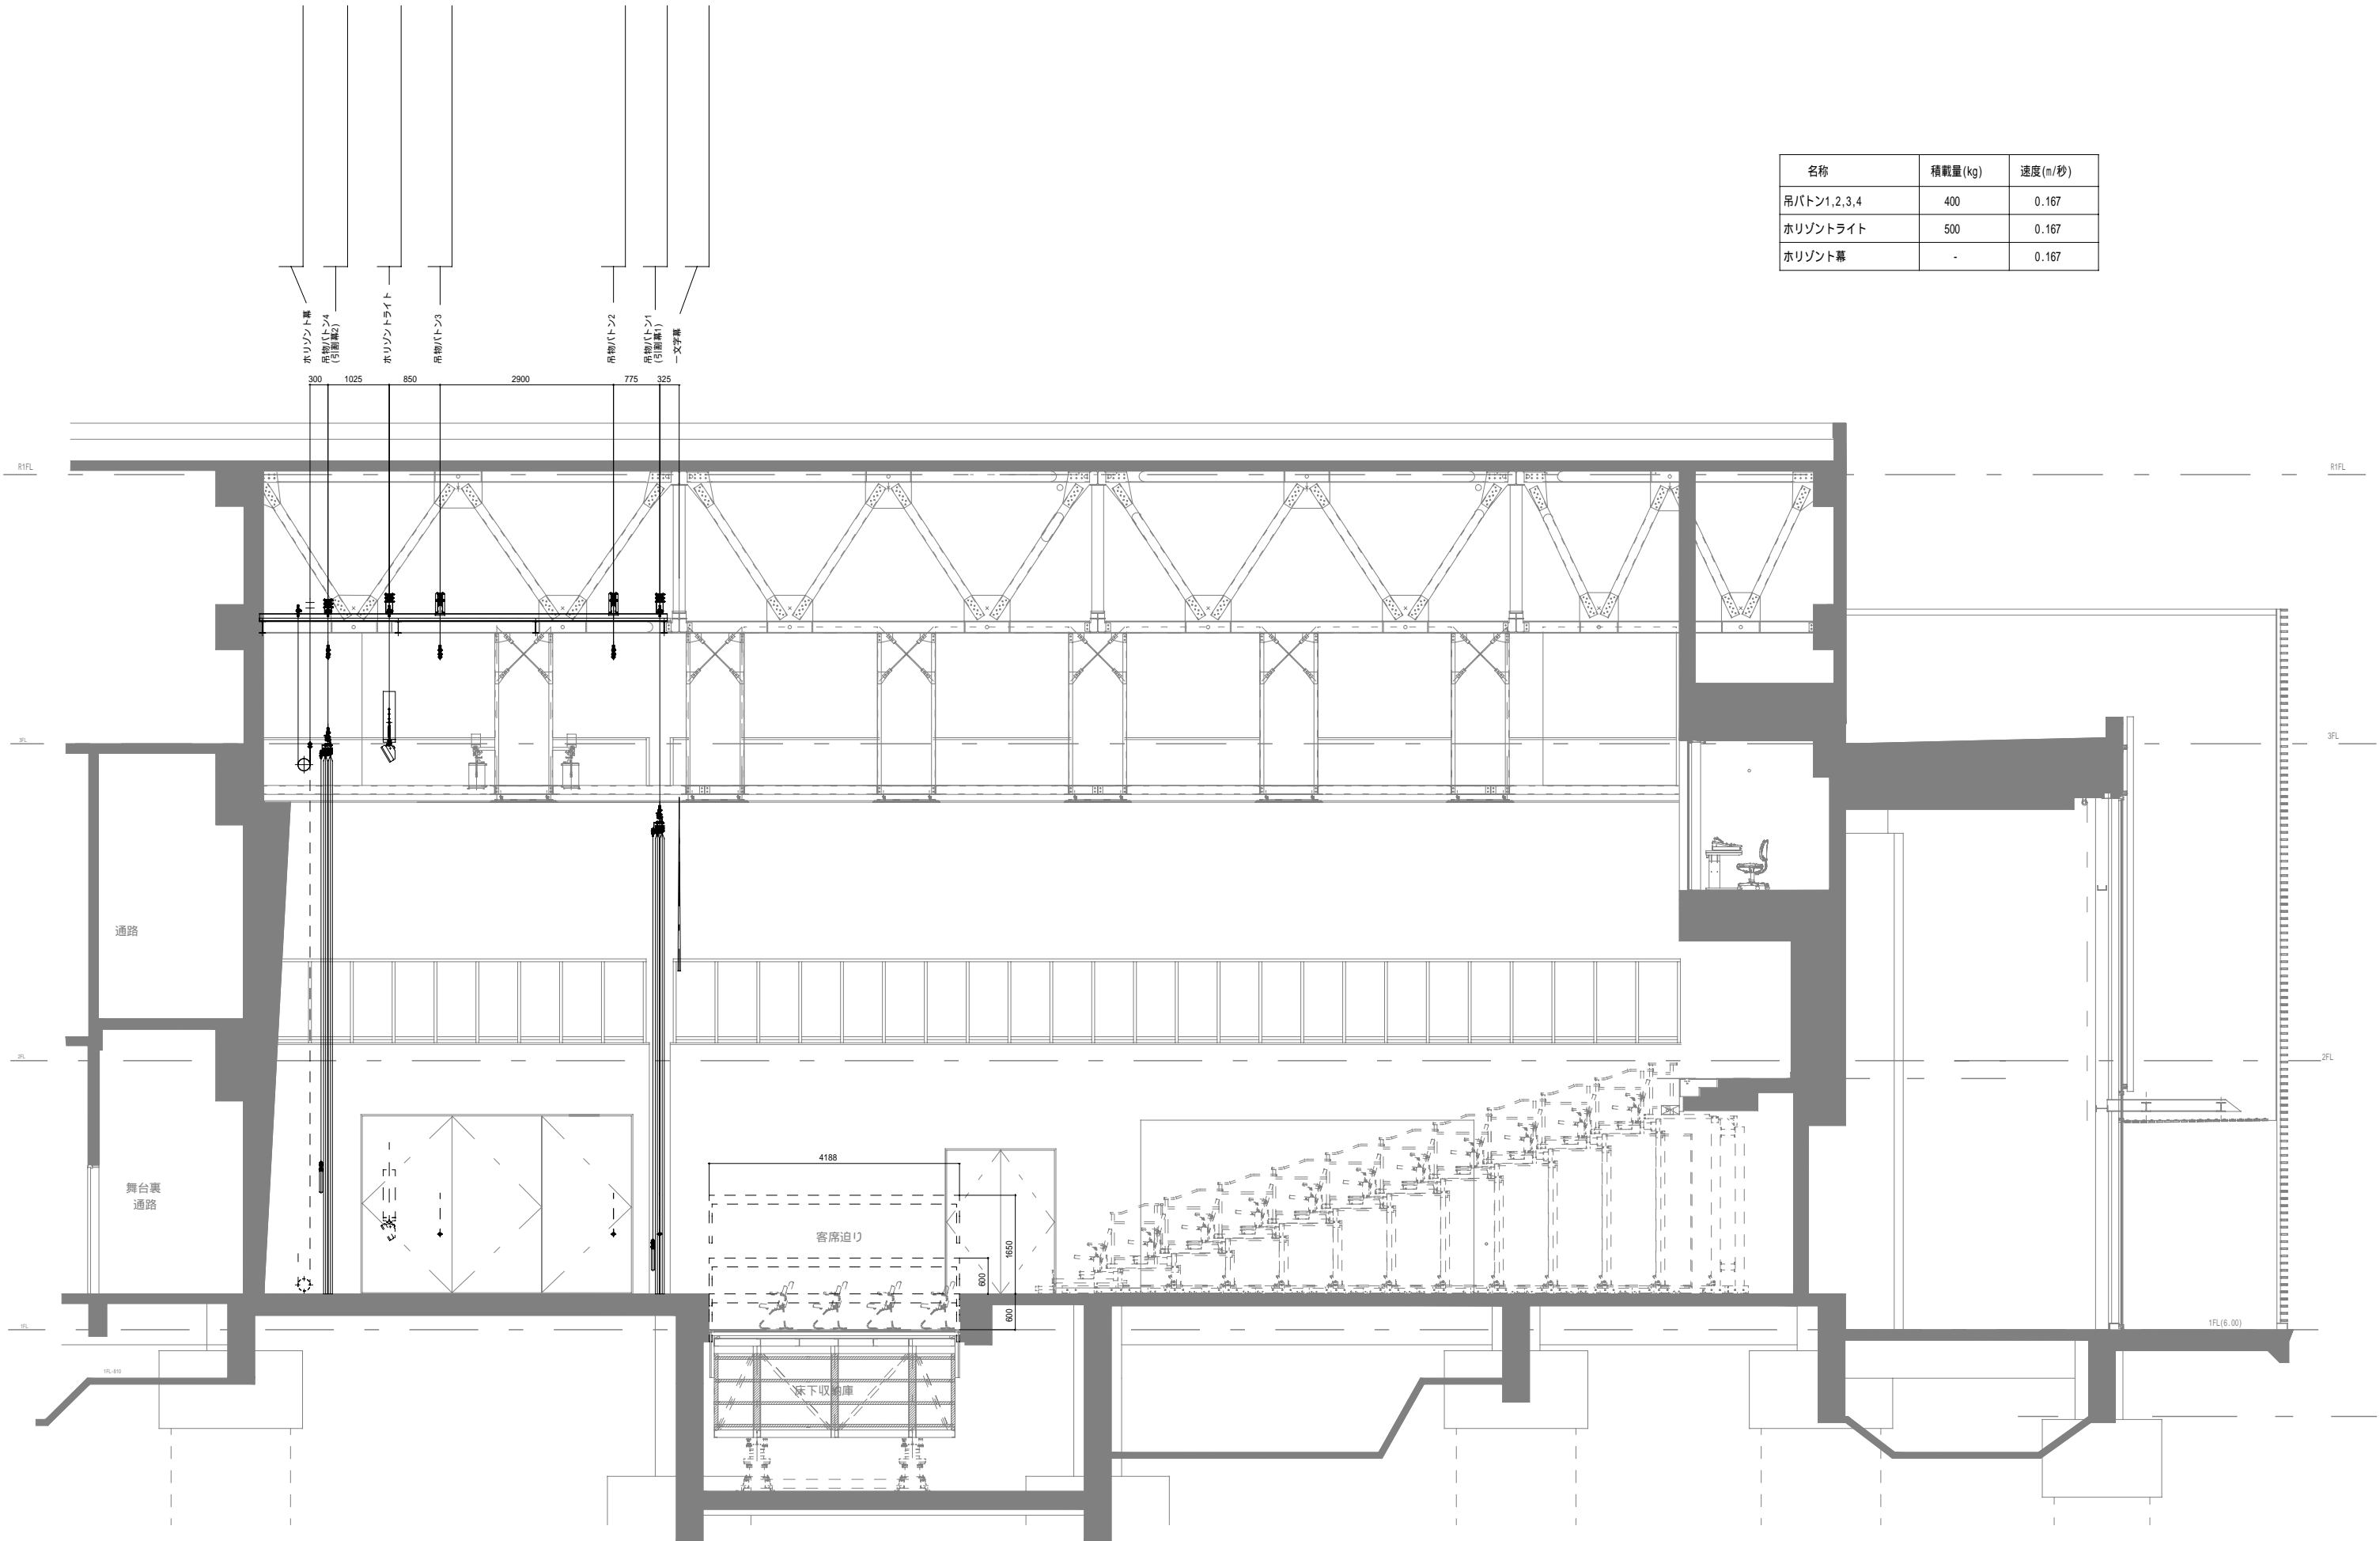 名称 積載量(kg) 速度(m/秒)
吊バトン1,2,3,4 400 0.167
ホリゾントライト 500 0.167
ホリゾント幕 - 0.167
ホリゾント幕
吊物バトン4
(引割幕2)
ホリゾントライト
吊物バトン3
吊物バトン2
吊物バトン1
(引割幕1)
一文字幕
300 1025 850 2900 775 325
R1FL
R1FL
3FL
3FL
通路
2FL
2FL
4188
舞台裏
通路
客席迫り
1650
600
600
1FL
1FL(6.00)
1FL-810
床下収納庫